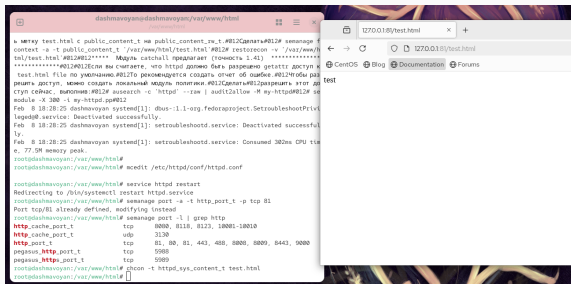 dashmavoyan@dashmavoyan:/var/www/html
/var/www/html
ь метку test.html с public_content_t на public_content_rw_t.#012Сделать#012# semanage f
context -a -t public_content_t '/var/www/html/test.html'#012# restorecon -v '/var/www/h
tml/test.html'#012#012***** Модуль catchall предлагает (точность 1.41) **************
************#012#012Если вы считаете, что httpd должно быть разрешено getattr доступ к
test.html file по умолчанию.#012То рекомендуется создать отчет об ошибке.#012Чтобы раз
решить доступ, можно создать локальный модуль политики.#012Сделать#012разрешить этот до
ступ сейчас, выполнив:#012# ausearch -c 'httpd' --raw | audit2allow -M my-httpd#012# se
module -X 300 -i my-httpd.pp#012
Feb 8 18:28:25 dashmavoyan systemd[1]: dbus-:1.1-org.fedoraproject.SetroubleshootPrivi
leged@0.service: Deactivated successfully.
Feb 8 18:28:25 dashmavoyan systemd[1]: setroubleshootd.service: Deactivated successful
ly.
Feb 8 18:28:25 dashmavoyan systemd[1]: setroubleshootd.service: Consumed 302ms CPU tim
e, 77.5M memory peak.
root@dashmavoyan:/var/www/html#
root@dashmavoyan:/var/www/html# mcedit /etc/httpd/conf/httpd.conf
root@dashmavoyan:/var/www/html# service httpd restart
Redirecting to /bin/systemctl restart httpd.service
root@dashmavoyan:/var/www/html# semanage port -a -t http_port_t -p tcp 81
Port tcp/81 already defined, modifying instead
root@dashmavoyan:/var/www/html# semanage port -l | grep http
http_cache_port_t tcp 8080, 8118, 8123, 10001-10010
http_cache_port_t udp 3130
http_port_t tcp 81, 80, 81, 443, 488, 8008, 8009, 8443, 9000
pegasus_http_port_t tcp 5988
pegasus_https_port_t tcp 5989
root@dashmavoyan:/var/www/html# chcon -t httpd_sys_content_t test.html
root@dashmavoyan:/var/www/html#
127.0.0.1:81/test.html
127.0.0.1:81/test.html
CentOS Blog Documentation Forums
test